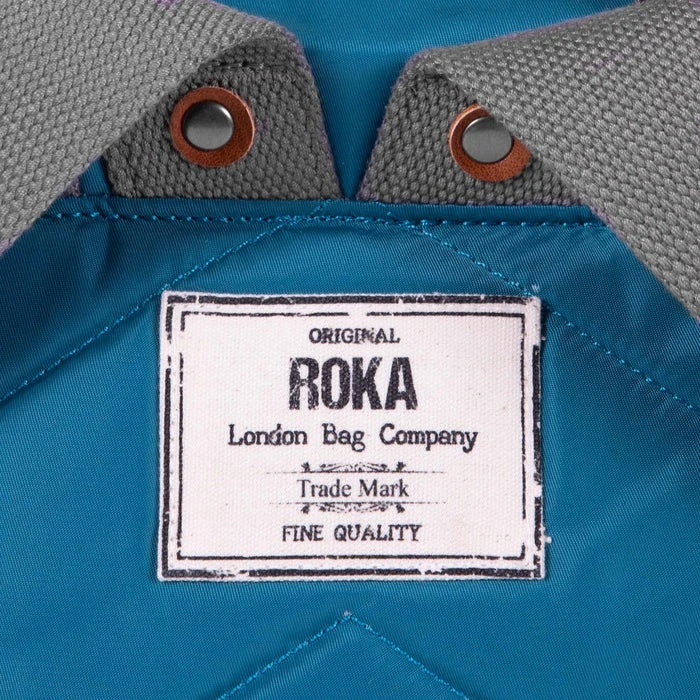 ORIGINAL
ROKA
London Bag Company
Trade Mark
FINE QUALITY